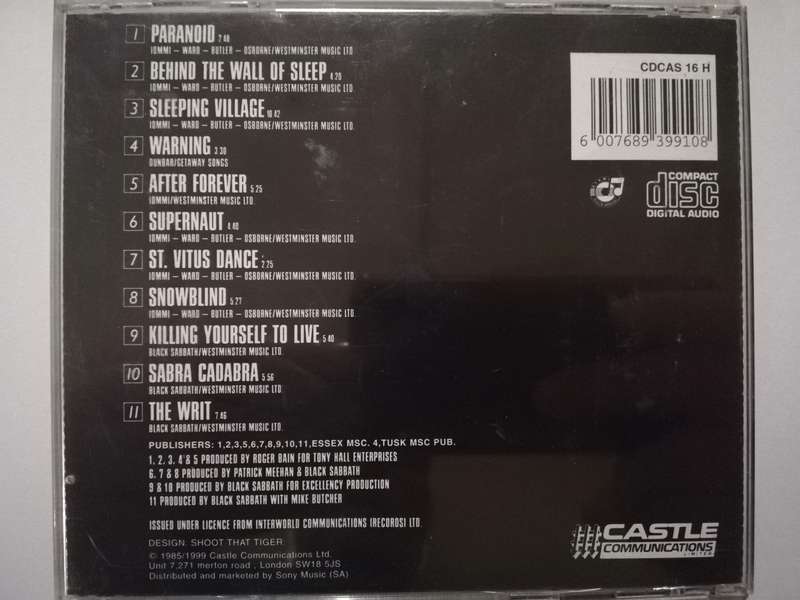 1 PARANOID 2 48
IOMMI – WARD – BUTLER – OSBORNE/WESTMINSTER MUSIC LTD
2 BEHIND THE WALL OF SLEEP 4 20
IOMMI – WARD – BUTLER – OSBORNE/WESTMINSTER MUSIC LTD.
3 SLEEPING VILLAGE 10 42
IOMMI – WARD – BUTLER – OSBORNE/WESTMINSTER MUSIC LTD.
4 WARNING 3 30
DUNBAR/GETAWAY SONGS
5 AFTER FOREVER 5 25
IOMMI/WESTMINSTER MUSIC LTD.
6 SUPERNAUT 4.40
IOMMI – WARD – BUTLER – OSBORNE/WESTMINSTER MUSIC LTD.
7 ST. VITUS DANCE 2 25
IOMMI – WARD – BUTLER – OSBORNE/WESTMINSTER MUSIC LTD.
8 SNOWBLIND 5 27
IOMMI – WARD – BUTLER – OSBORNE/WESTMINSTER MUSIC LTD.
9 KILLING YOURSELF TO LIVE 5 40
BLACK SABBATH/WESTMINSTER MUSIC LTD.
10 SABRA CADABRA 5 56
BLACK SABBATH/WESTMINSTER MUSIC LTD.
11 THE WRIT 7 46
BLACK SABBATH/WESTMINSTER MUSIC LTD.
PUBLISHERS: 1,2,3,5,6,7,8,9,10,11,ESSEX MSC. 4,TUSK MSC PUB.
1, 2, 3, 4 & 5 PRODUCED BY ROGER BAIN FOR TONY HALL ENTERPRISES
6, 7 & 8 PRODUCED BY PATRICK MEEHAN & BLACK SABBATH
9 & 10 PRODUCED BY BLACK SABBATH FOR EXCELLENCY PRODUCTION
11 PRODUCED BY BLACK SABBATH WITH MIKE BUTCHER
ISSUED UNDER LICENCE FROM INTERWORLD COMMUNICATIONS (RECORDS) LTD.
DESIGN. SHOOT THAT TIGER
© 1985/1999 Castle Communications Ltd.
Unit 7,271 merton road , London SW18 5JS
Distributed and marketed by Sony Music (SA)
CDCAS 16 H
6 007689 399108
COMPACT
disc
DIGITAL AUDIO
CASTLE
COMMUNICATIONS
LIMITED